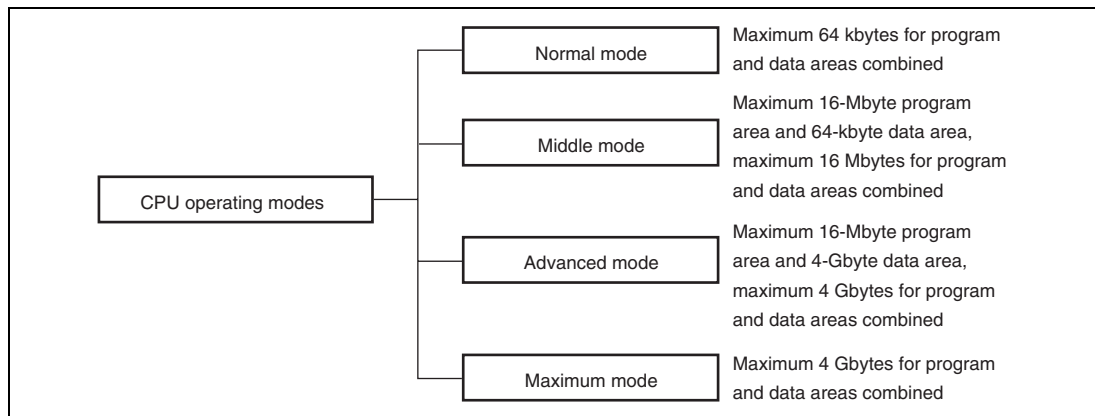 CPU operating modes
Normal mode
Maximum 64 kbytes for program
and data areas combined
Middle mode
Maximum 16-Mbyte program
area and 64-kbyte data area,
maximum 16 Mbytes for program
and data areas combined
Advanced mode
Maximum 16-Mbyte program
area and 4-Gbyte data area,
maximum 4 Gbytes for program
and data areas combined
Maximum mode
Maximum 4 Gbytes for program
and data areas combined